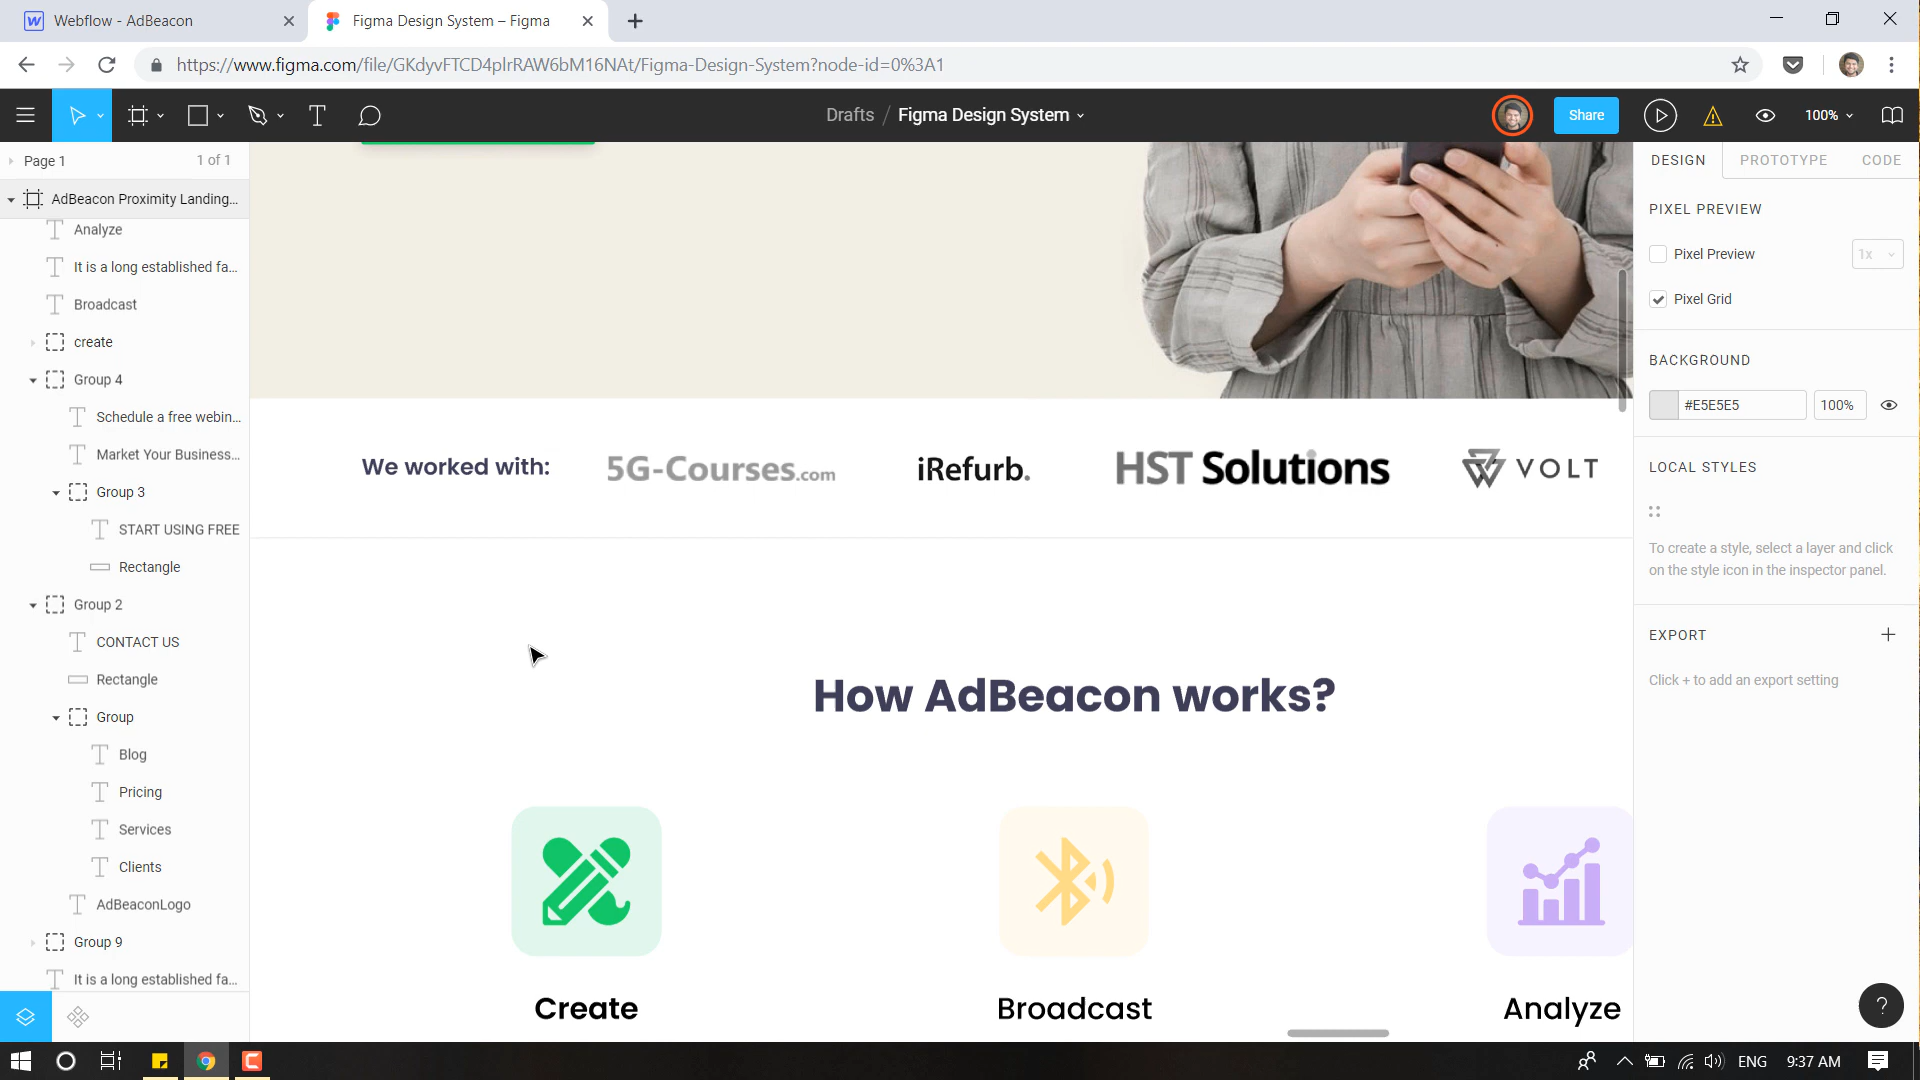 Webflow - AdBeacon
Figma Design System – Figma
https://www.figma.com/file/GKdyvFTCD4plrRAW6bM16NAt/Figma-Design-System?node-id=0%3A1
Drafts / Figma Design System
Share
100%
Page 1
1 of 1
AdBeacon Proximity Landing...
Analyze
It is a long established fa...
Broadcast
create
Group 4
Schedule a free webin...
Market Your Business...
Group 3
START USING FREE
Rectangle
Group 2
CONTACT US
Rectangle
Group
Blog
Pricing
Services
Clients
AdBeaconLogo
Group 9
It is a long established fa...
We worked with:
5G-Courses.com
iRefurb.
HST Solutions
VOLT
How AdBeacon works?
Create
Broadcast
Analyze
DESIGN
PROTOTYPE
CODE
PIXEL PREVIEW
Pixel Preview
1x
Pixel Grid
BACKGROUND
#E5E5E5
100%
LOCAL STYLES
To create a style, select a layer and click
on the style icon in the inspector panel.
EXPORT
Click + to add an export setting
?
ENG
9:37 AM